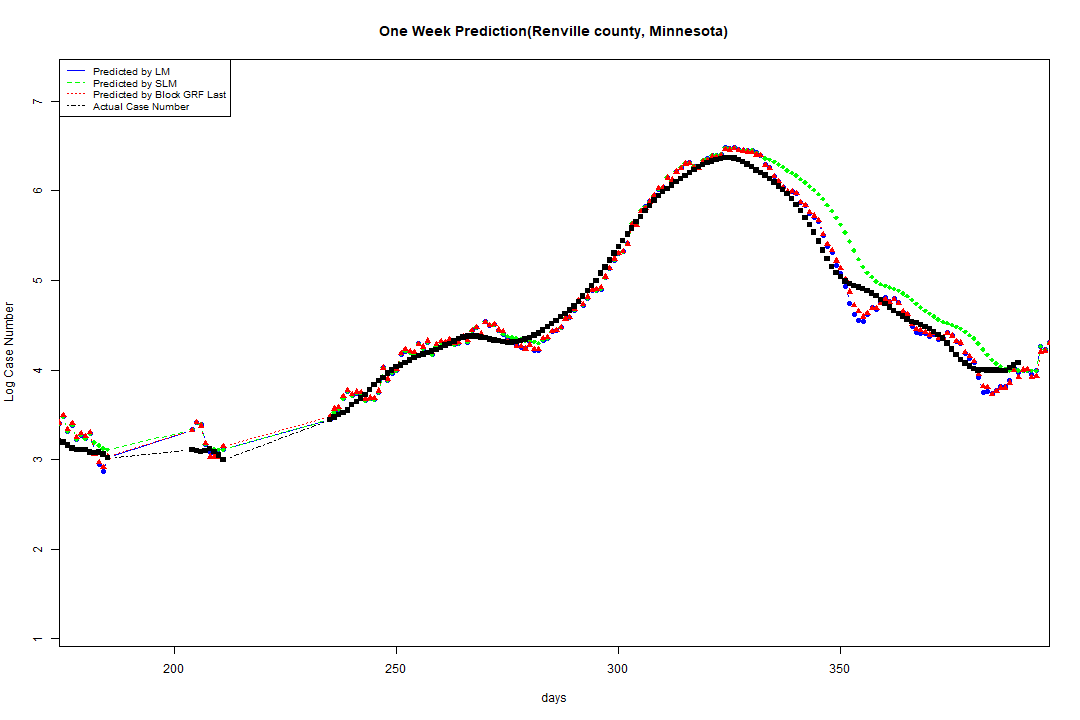 One Week Prediction(Renville county, Minnesota)
Predicted by LM
Predicted by SLM
Predicted by Block GRF Last
Actual Case Number
7
6
5
4
3
2
1
Log Case Number
200 250 300 350
days